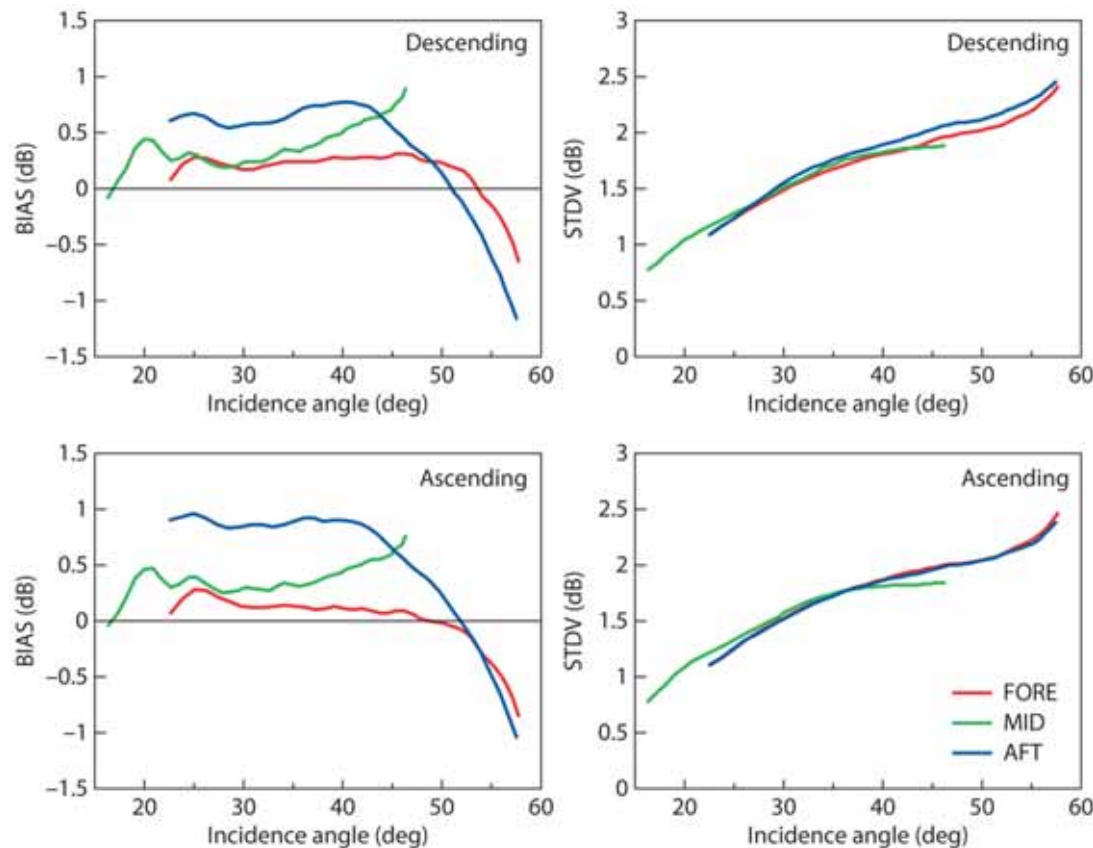 1.5
Descending
1
0.5
0
−0.5
−1
−1.5
BIAS (dB)
20 30 40 50 60
Incidence angle (deg)
3
Descending
2.5
2
1.5
1
0.5
0
STDV (dB)
20 30 40 50 60
Incidence angle (deg)
1.5
Ascending
1
0.5
0
−0.5
−1
−1.5
BIAS (dB)
20 30 40 50 60
Incidence angle (deg)
3
Ascending
2.5
2
1.5
1
0.5
0
STDV (dB)
FORE
MID
AFT
20 30 40 50 60
Incidence angle (deg)